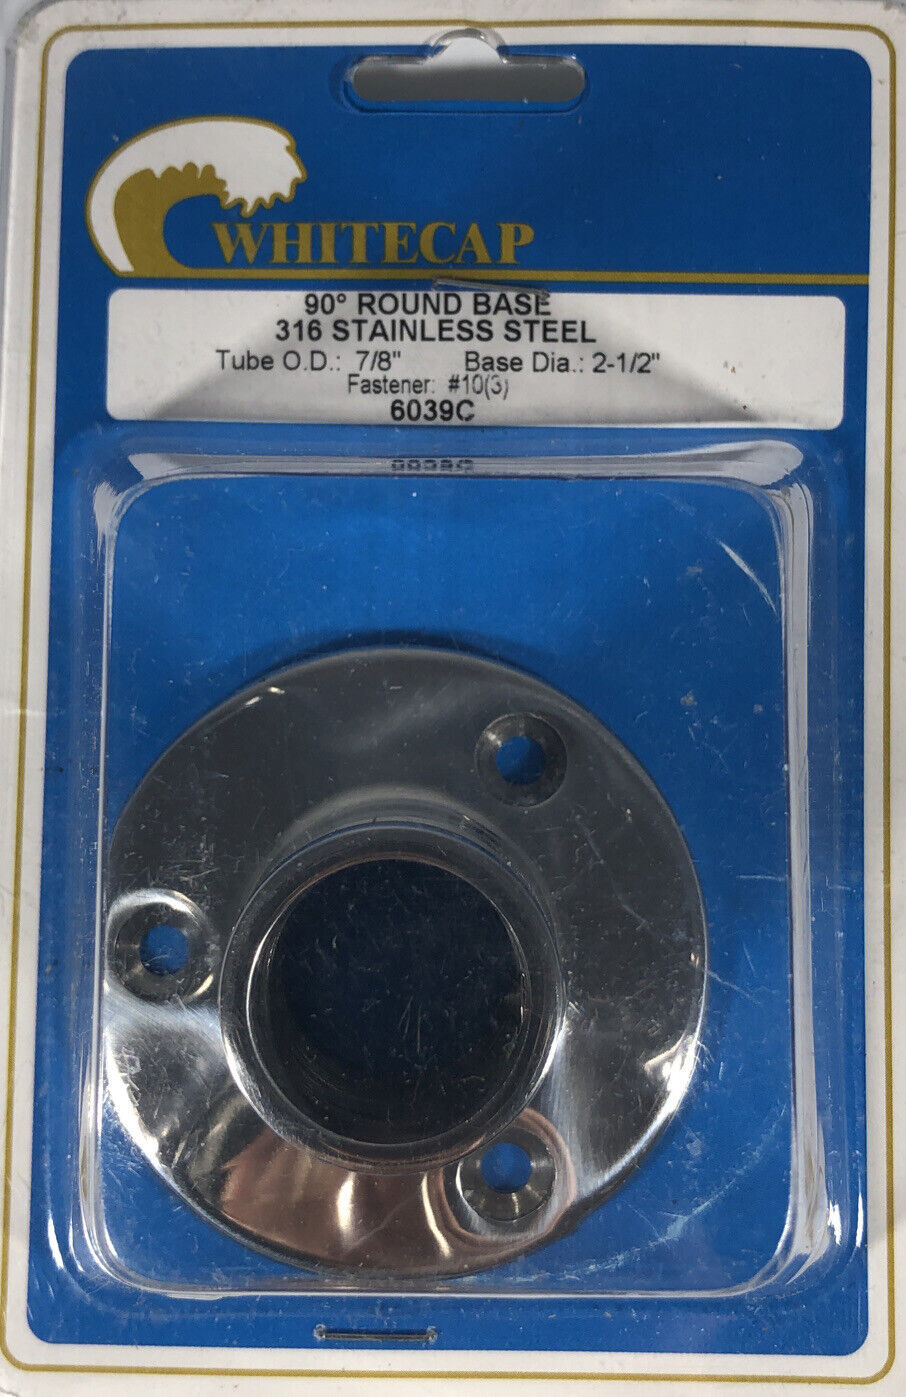 WHITECAP
90° ROUND BASE
316 STAINLESS STEEL
Tube O.D.: 7/8" Base Dia.: 2-1/2"
Fastener: #10(3)
6039C